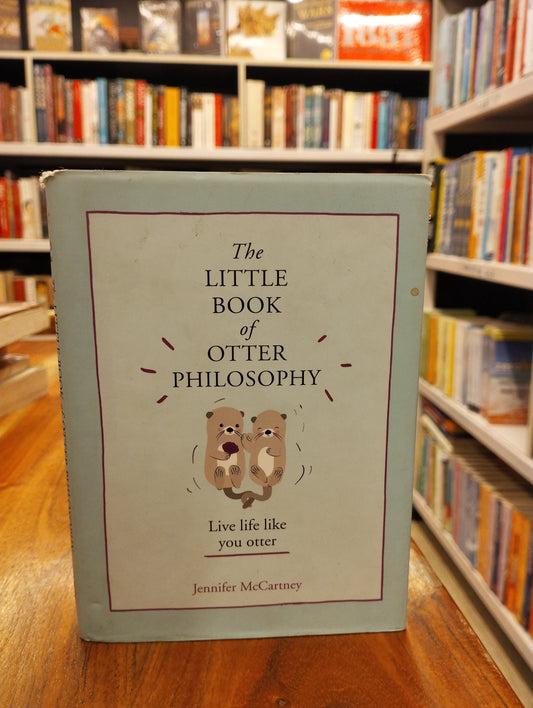 The
LITTLE
BOOK
of
OTTER
PHILOSOPHY
Live life like
you otter
Jennifer McCartney